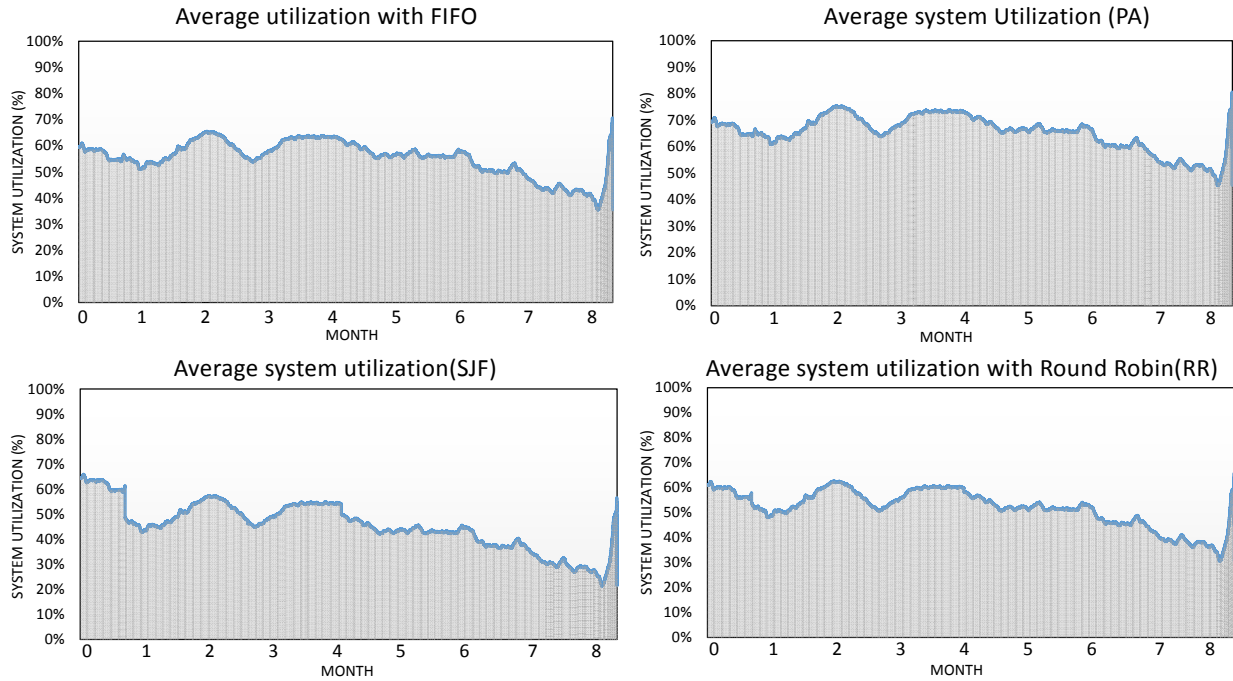 Average utilization with FIFO
SYSTEM UTILIZATION (%)
100%
90%
80%
70%
60%
50%
40%
30%
20%
10%
0%
0 1 2 3 4 5 6 7 8
MONTH
Average system Utilization (PA)
SYSTEM UTILIZATION (%)
100%
90%
80%
70%
60%
50%
40%
30%
20%
10%
0%
0 1 2 3 4 5 6 7 8
MONTH
Average system utilization(SJF)
SYSTEM UTILIZATION (%)
100%
90%
80%
70%
60%
50%
40%
30%
20%
10%
0%
0 1 2 3 4 5 6 7 8
MONTH
Average system utilization with Round Robin(RR)
SYSTEM UTILIZATION (%)
100%
90%
80%
70%
60%
50%
40%
30%
20%
10%
0%
0 1 2 3 4 5 6 7 8
MONTH